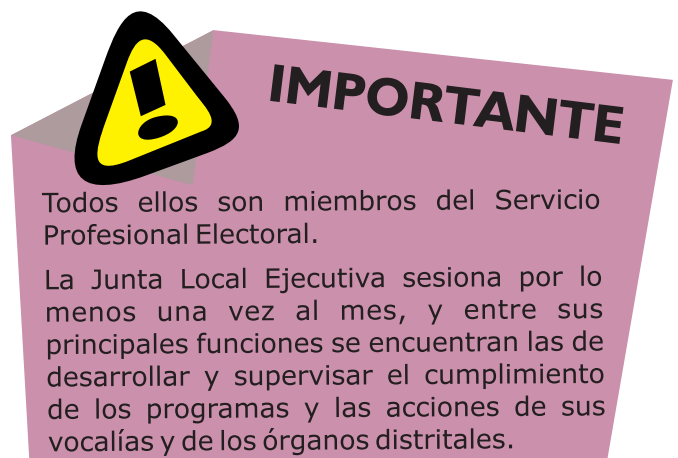 IMPORTANTE
Todos ellos son miembros del Servicio
Profesional Electoral.
La Junta Local Ejecutiva sesiona por lo
menos una vez al mes, y entre sus
principales funciones se encuentran las de
desarrollar y supervisar el cumplimiento
de los programas y las acciones de sus
vocalías y de los órganos distritales.